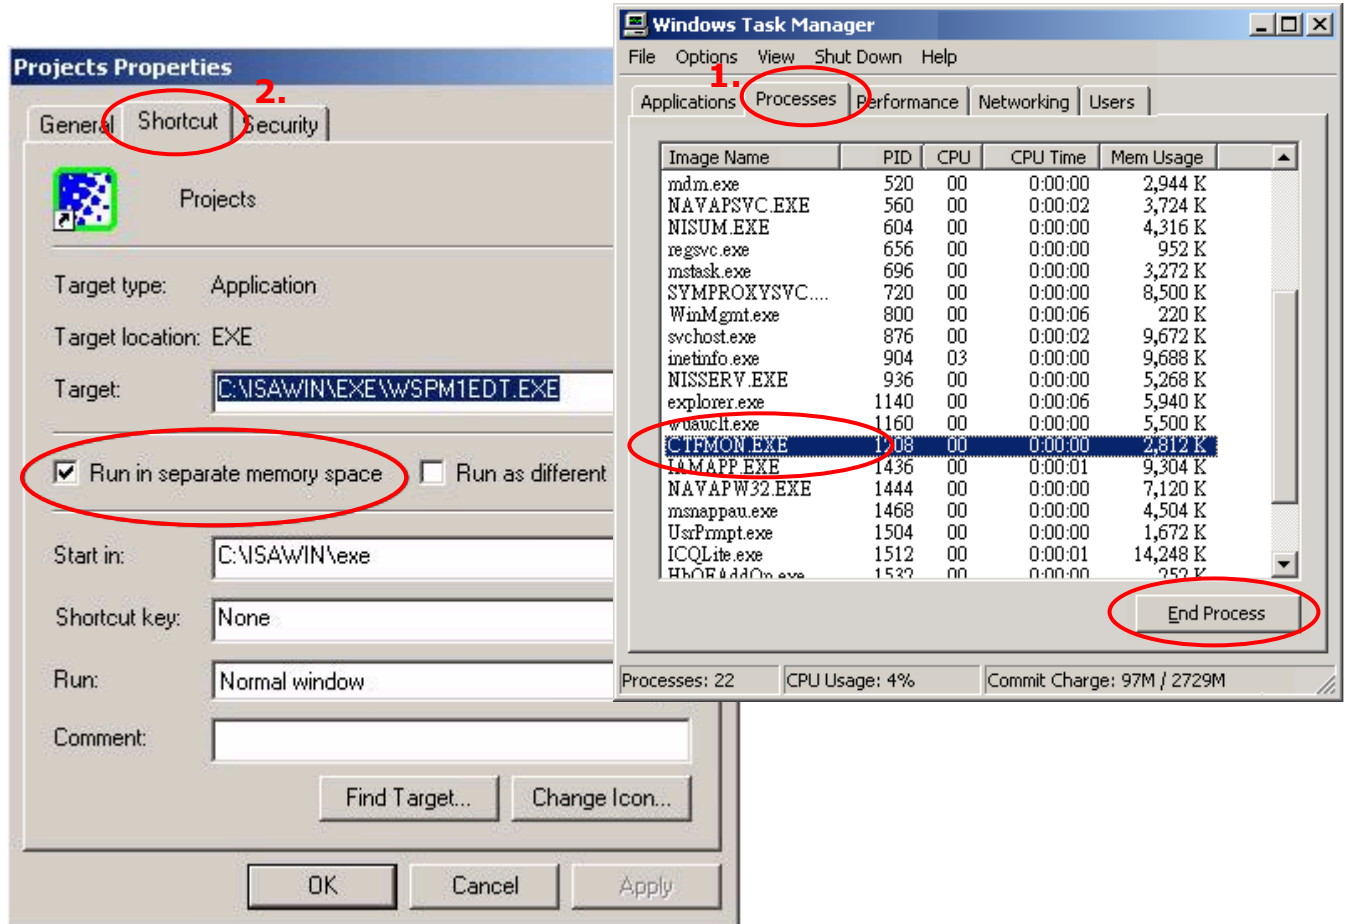 Projects Properties
2.
General Shortcut Security
Projects
Target type: Application
Target location: EXE
Target: C:\ISAWIN\EXE\WSPM1EDT.EXE
Run in separate memory space Run as different
Start in: C:\ISAWIN\exe
Shortcut key: None
Run: Normal window
Comment:
Find Target... Change Icon...
OK Cancel Apply
Windows Task Manager
File Options View Shut Down Help
1.
Applications Processes Performance Networking Users
Image Name PID CPU CPU Time Mem Usage
mdm.exe 520 00 0:00:00 2,944 K
NAVAPSVC.EXE 560 00 0:00:02 3,724 K
NISUM.EXE 604 00 0:00:00 4,316 K
regsvc.exe 656 00 0:00:00 952 K
mstask.exe 696 00 0:00:00 3,272 K
SYMPROXYSVC.... 720 00 0:00:00 8,500 K
WinMgmt.exe 800 00 0:00:06 220 K
svchost.exe 876 00 0:00:02 9,672 K
inetinfo.exe 904 03 0:00:00 9,688 K
NISSERV.EXE 936 00 0:00:00 5,268 K
explorer.exe 1140 00 0:00:06 5,940 K
wuauclt.exe 1160 00 0:00:00 5,500 K
CTFMON.EXE 1208 00 0:00:00 2,812 K
IAMAPP.EXE 1436 00 0:00:01 9,304 K
NAVAPW32.EXE 1444 00 0:00:00 7,120 K
msnappau.exe 1468 00 0:00:00 4,504 K
UsrPrmpt.exe 1504 00 0:00:00 1,672 K
ICQLite.exe 1512 00 0:00:01 14,248 K
HbOEAddOn.exe 1532 00 0:00:00 252 K
End Process
Processes: 22 CPU Usage: 4% Commit Charge: 97M / 2729M